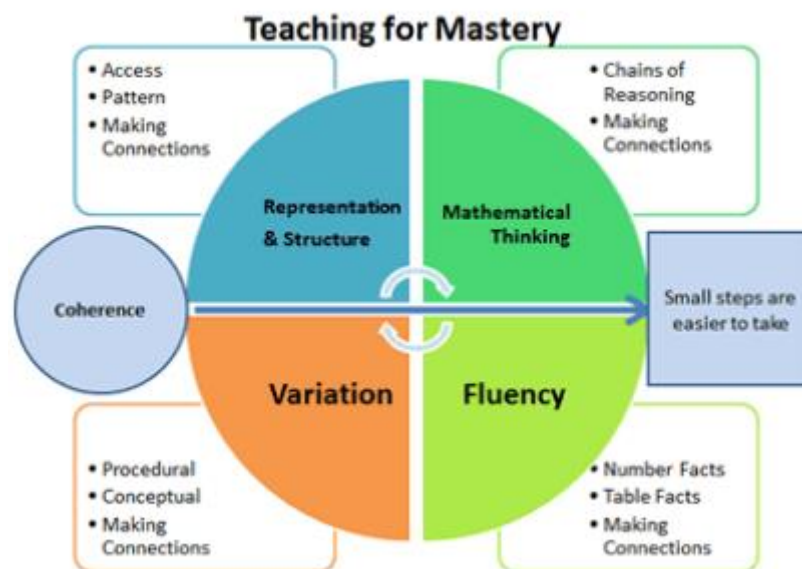 Teaching for Mastery
• Access
• Pattern
• Making
Connections
• Chains of
Reasoning
• Making
Connections
Representation
& Structure
Mathematical
Thinking
Coherence
Small steps are
easier to take
Variation
Fluency
• Procedural
• Conceptual
• Making
Connections
• Number Facts
• Table Facts
• Making
Connections